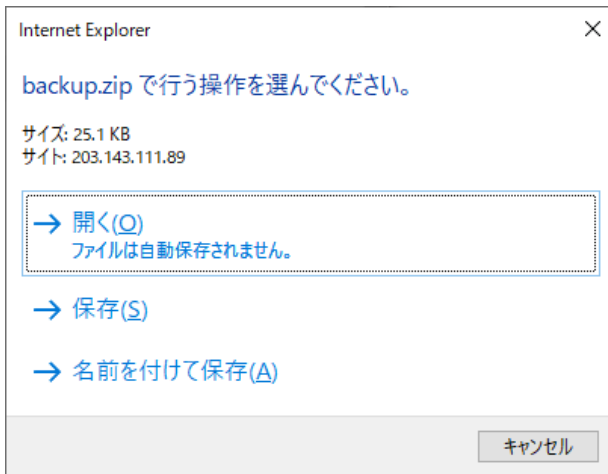 Internet Explorer
backup.zip で行う操作を選んでください。
サイズ: 25.1 KB
サイト: 203.143.111.89
→ 開く(O)
ファイルは自動保存されません。
→ 保存(S)
→ 名前を付けて保存(A)
キャンセル